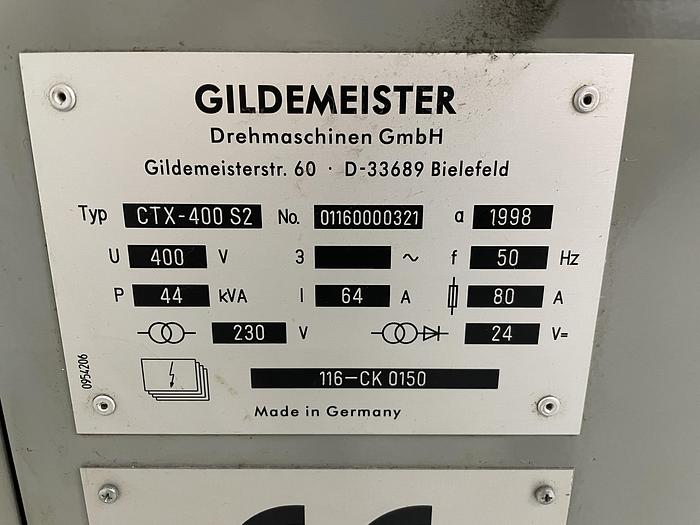 GILDEMEISTER
Drehmaschinen GmbH
Gildemeisterstr. 60 · D-33689 Bielefeld
Typ CTX-400 S2 No. 01160000321 a 1998
U 400 V 3 ~ f 50 Hz
P 44 kVA I 64 A 80 A
230 V 24 V=
116-CK 0150
Made in Germany
0954206